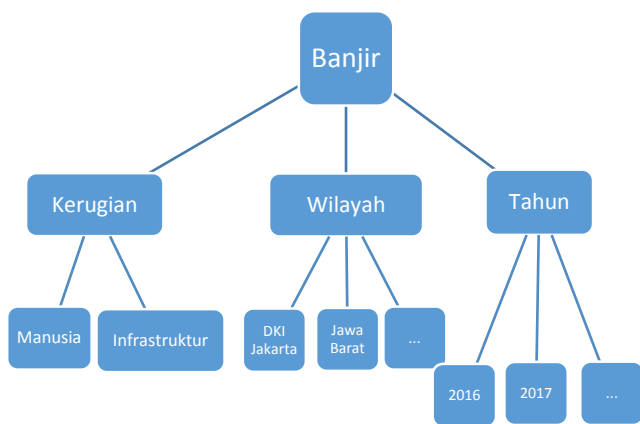 Banjir
Kerugian
Wilayah
Tahun
Manusia
Infrastruktur
DKI
Jakarta
Jawa
Barat
...
2016
2017
...